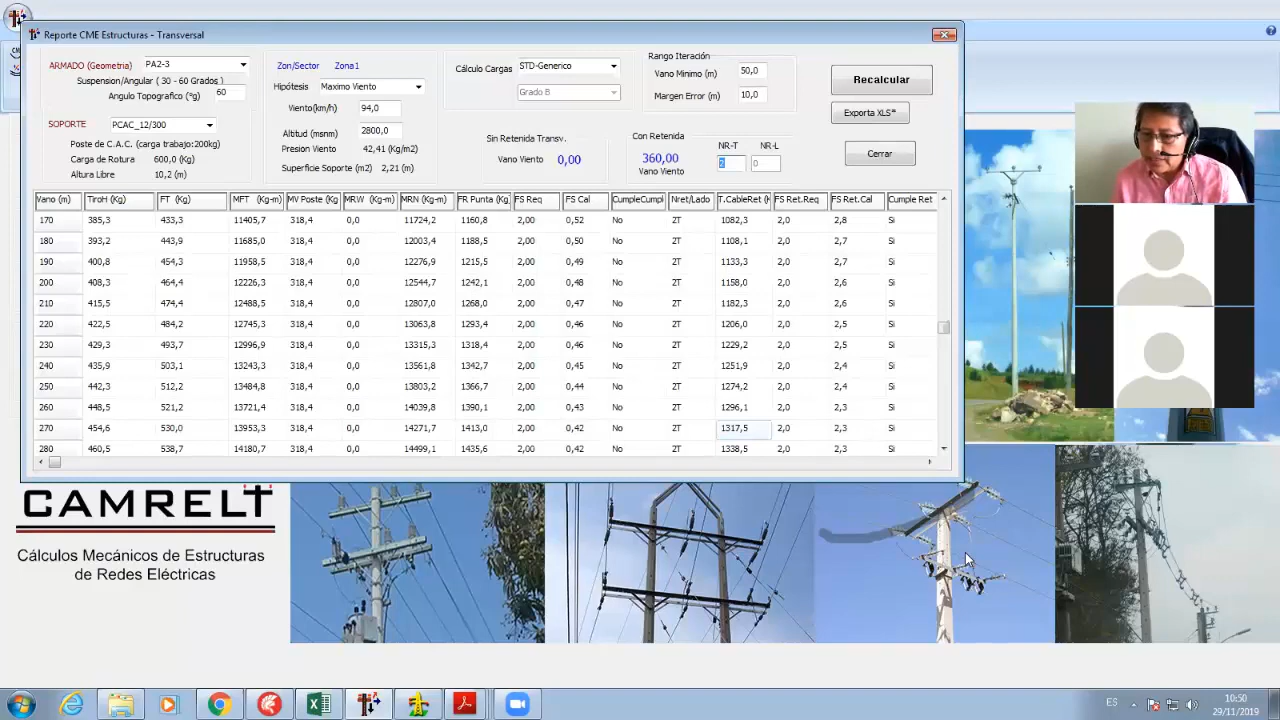 Reporte CME Estructuras - Transversal
ARMADO (Geometria) PA2-3
Suspensión/Angular ( 30 - 60 Grados
Angulo Topografico (°g) 60
SOPORTE PCAC_12/300
Poste de C.A.C. (carga trabajo:200kg)
Carga de Rotura 600,0 (Kg)
Altura Libre 10,2 (m)
Zon/Sector Zona1
Hipótesis Maximo Viento
Viento(km/h) 94,0
Altitud (msnm) 2800,0
Presion Viento 42,41 (Kg/m2)
Superficie Soporte (m2) 2,21 (m)
Cálculo Cargas STD-Generico
Grado B
Sin Retenida Transv.
Vano Viento 0,00
Rango Iteración
Vano Minimo (m) 50,0
Margen Error (m) 10,0
Con Retenida
360,00
Vano Viento
NR-T NR-L
2 0
Recalcular
Exporta XLS**
Cerrar
Vano (m) TiroH (Kg) FT (Kg) MFT (Kg-m) MV Poste (Kg MRW (Kg-m) MRN (Kg-m) FR Punta (Kg FS Req FS Cal CumpleCumpl Nret/Lado T.CableRet (K FS Ret.Req FS Ret.Cal Cumple Ret
170 385,3 433,3 11405,7 318,4 0,0 11724,2 1160,8 2,00 0,52 No 2T 1082,3 2,0 2,8 Si
180 393,2 443,9 11685,0 318,4 0,0 12003,4 1188,5 2,00 0,50 No 2T 1108,1 2,0 2,7 Si
190 400,8 454,3 11958,5 318,4 0,0 12276,9 1215,5 2,00 0,49 No 2T 1133,3 2,0 2,7 Si
200 408,3 464,4 12226,3 318,4 0,0 12544,7 1242,1 2,00 0,48 No 2T 1158,0 2,0 2,6 Si
210 415,5 474,4 12488,5 318,4 0,0 12807,0 1268,0 2,00 0,47 No 2T 1182,3 2,0 2,6 Si
220 422,5 484,2 12745,3 318,4 0,0 13063,8 1293,4 2,00 0,46 No 2T 1206,0 2,0 2,5 Si
230 429,3 493,7 12996,9 318,4 0,0 13315,3 1318,4 2,00 0,46 No 2T 1229,2 2,0 2,5 Si
240 435,9 503,1 13243,3 318,4 0,0 13561,8 1342,7 2,00 0,45 No 2T 1251,9 2,0 2,4 Si
250 442,3 512,2 13484,8 318,4 0,0 13803,2 1366,7 2,00 0,44 No 2T 1274,2 2,0 2,4 Si
260 448,5 521,2 13721,4 318,4 0,0 14039,8 1390,1 2,00 0,43 No 2T 1296,1 2,0 2,3 Si
270 454,6 530,0 13953,3 318,4 0,0 14271,7 1413,0 2,00 0,42 No 2T 1317,5 2,0 2,3 Si
280 460,5 538,7 14180,7 318,4 0,0 14499,1 1435,6 2,00 0,42 No 2T 1338,5 2,0 2,3 Si
CAMRELT
Cálculos Mecánicos de Estructuras
de Redes Eléctricas
ES
10:50
29/11/2019